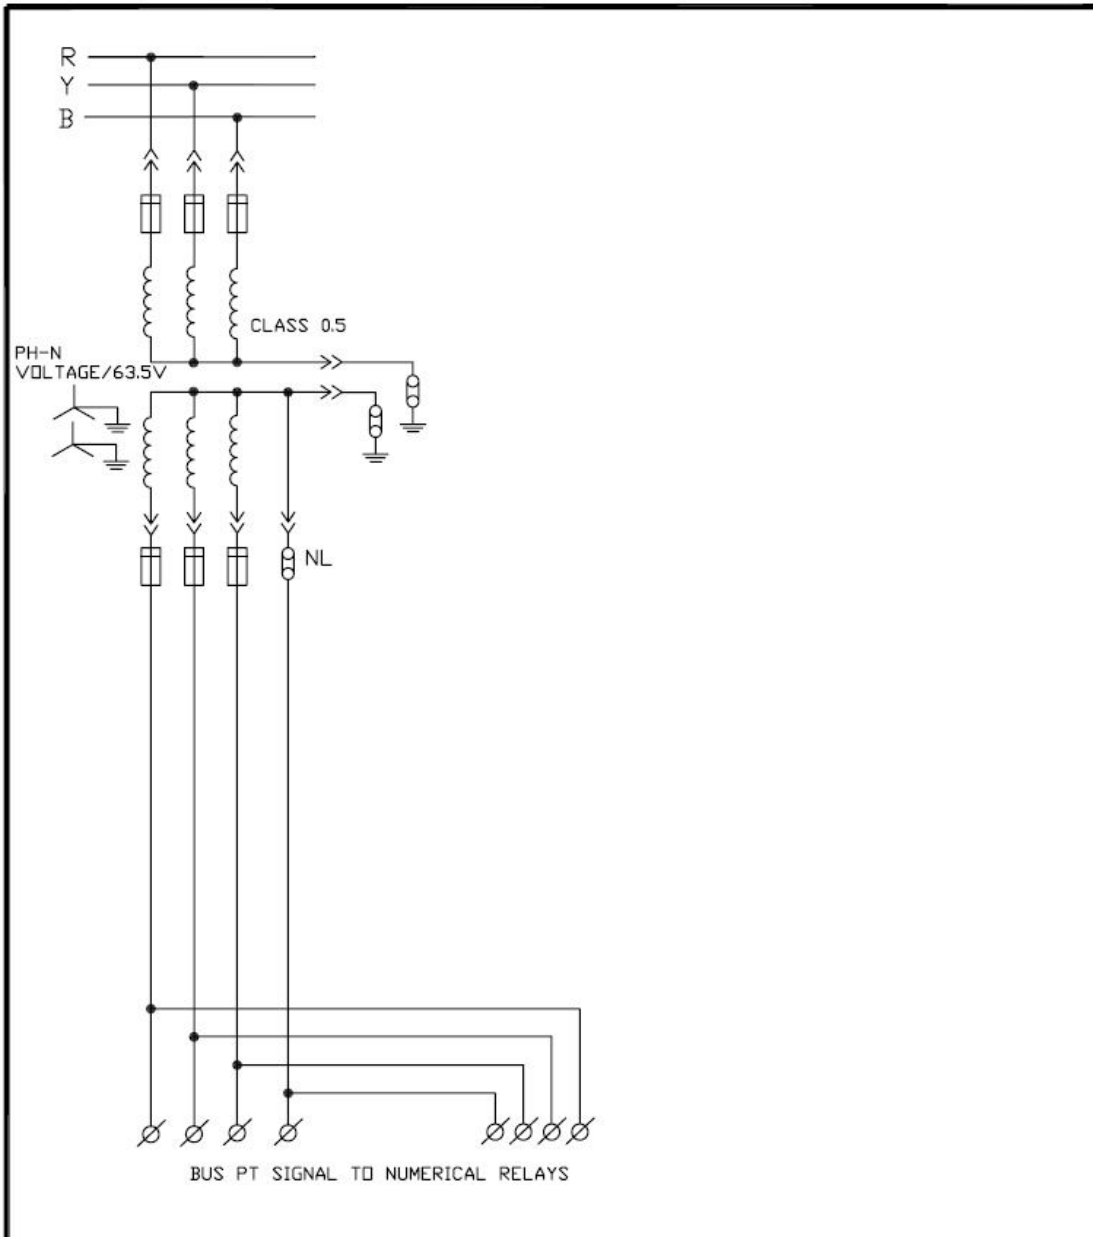 R
Y
B
CLASS 0.5
PH-N
VOLTAGE/63.5V
NL
BUS PT SIGNAL TO NUMERICAL RELAYS